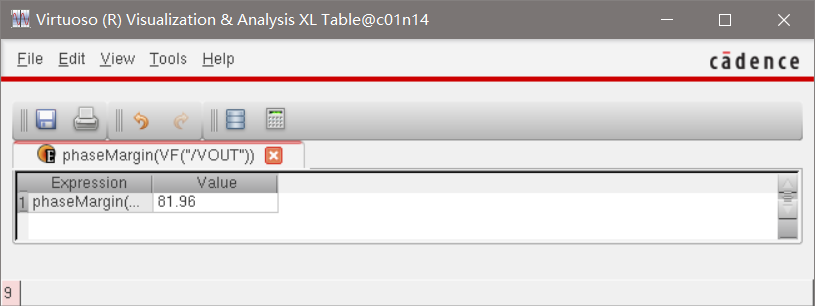 Virtuoso (R) Visualization & Analysis XL Table@c01n14
File Edit View Tools Help
cādence
phaseMargin(VF("/VOUT"))
Expression Value
1 phaseMargin(... 81.96
9